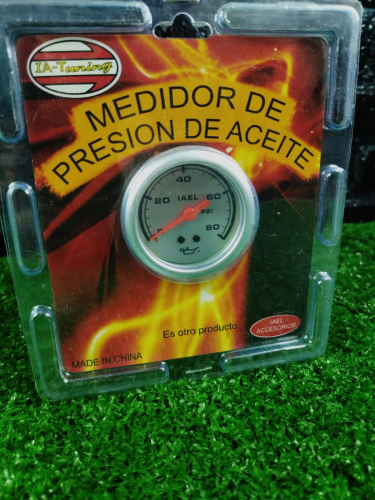 IA-Tuning
MEDIDOR DE
PRESION DE ACEITE
40
20 IAEL 60
PSI
0 80
Es otro producto
IAEL
ACCESORIOS
MADE IN CHINA